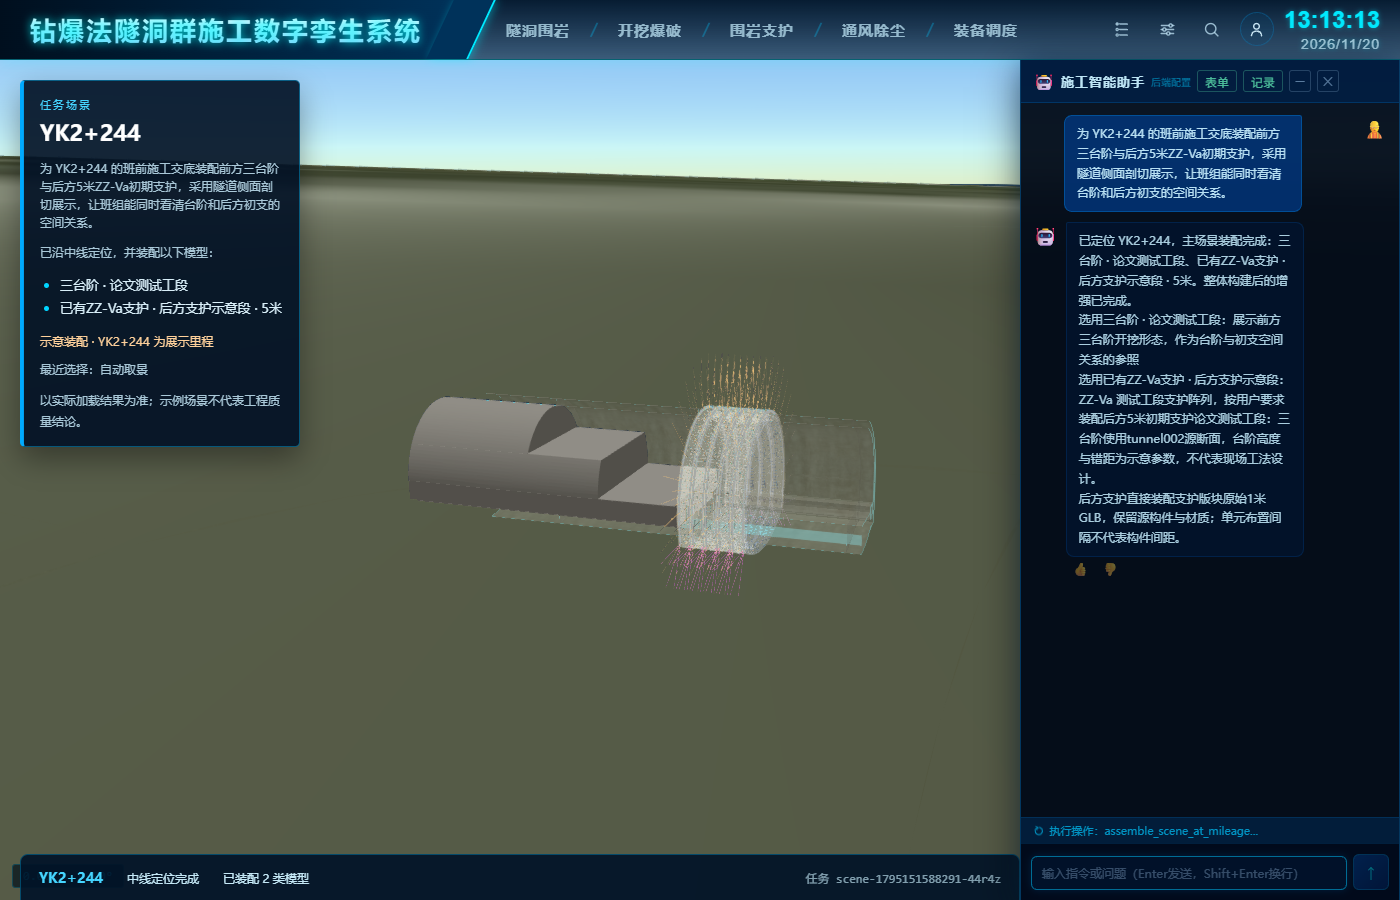 钻爆法隧洞群施工数字孪生系统
隧洞围岩 / 开挖爆破 / 围岩支护 / 通风除尘 / 装备调度
13:13:13
2026/11/20
任务场景
YK2+244
为 YK2+244 的班前施工交底装配前方三台阶
与后方5米ZZ-Va初期支护，采用隧道侧面剖
切展示，让班组能同时看清台阶和后方初支的
空间关系。
已沿中线定位，并装配以下模型：
三台阶 · 论文测试工段
已有ZZ-Va支护 · 后方支护示意段 · 5米
示意装配 · YK2+244 为展示里程
最近选择：自动取景
以实际加载结果为准；示例场景不代表工程质
量结论。
施工智能助手 后端配置 表单 记录
为 YK2+244 的班前施工交底装配前方
三台阶与后方5米ZZ-Va初期支护，采用
隧道侧面剖切展示，让班组能同时看清
台阶和后方初支的空间关系。
已定位 YK2+244，主场景装配完成：三
台阶 · 论文测试工段、已有ZZ-Va支护 ·
后方支护示意段 · 5米。整体构建后的增
强已完成。
选用三台阶 · 论文测试工段：展示前方
三台阶开挖形态，作为台阶与初支空间
关系的参照
选用已有ZZ-Va支护 · 后方支护示意段：
ZZ-Va 测试工段支护阵列，按用户要求
装配后方5米初期支护论文测试工段：三
台阶使用tunnel002源断面，台阶高度
与错距为示意参数，不代表现场工法设
计。
后方支护直接装配支护版块原始1米
GLB，保留源构件与材质；单元布置间
隔不代表构件间距。
执行操作：assemble_scene_at_mileage...
输入指令或问题（Enter发送，Shift+Enter换行）
YK2+244 中线定位完成 已装配 2 类模型 任务 scene-1795151588291-44r4z